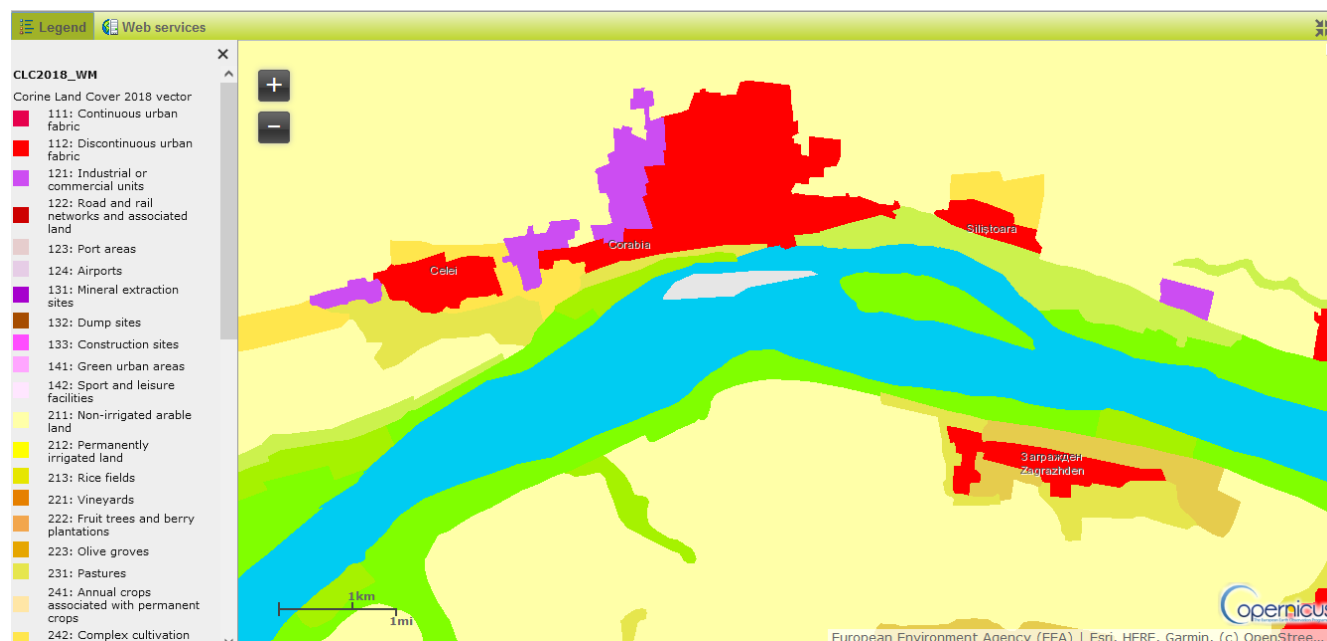 Legend
Web services
CLC2018_WM
Corine Land Cover 2018 vector
111: Continuous urban
fabric
112: Discontinuous urban
fabric
121: Industrial or
commercial units
122: Road and rail
networks and associated
land
123: Port areas
124: Airports
131: Mineral extraction
sites
132: Dump sites
133: Construction sites
141: Green urban areas
142: Sport and leisure
facilities
211: Non-irrigated arable
land
212: Permanently
irrigated land
213: Rice fields
221: Vineyards
222: Fruit trees and berry
plantations
223: Olive groves
231: Pastures
241: Annual crops
associated with permanent
crops
242: Complex cultivation
Siliștoara
Corabia
Celei
Загражден
Zagrazhden
1km
1mi
opernicus
European Environment Agency (EEA) | Esri, HERE, Garmin, (c) OpenStree...